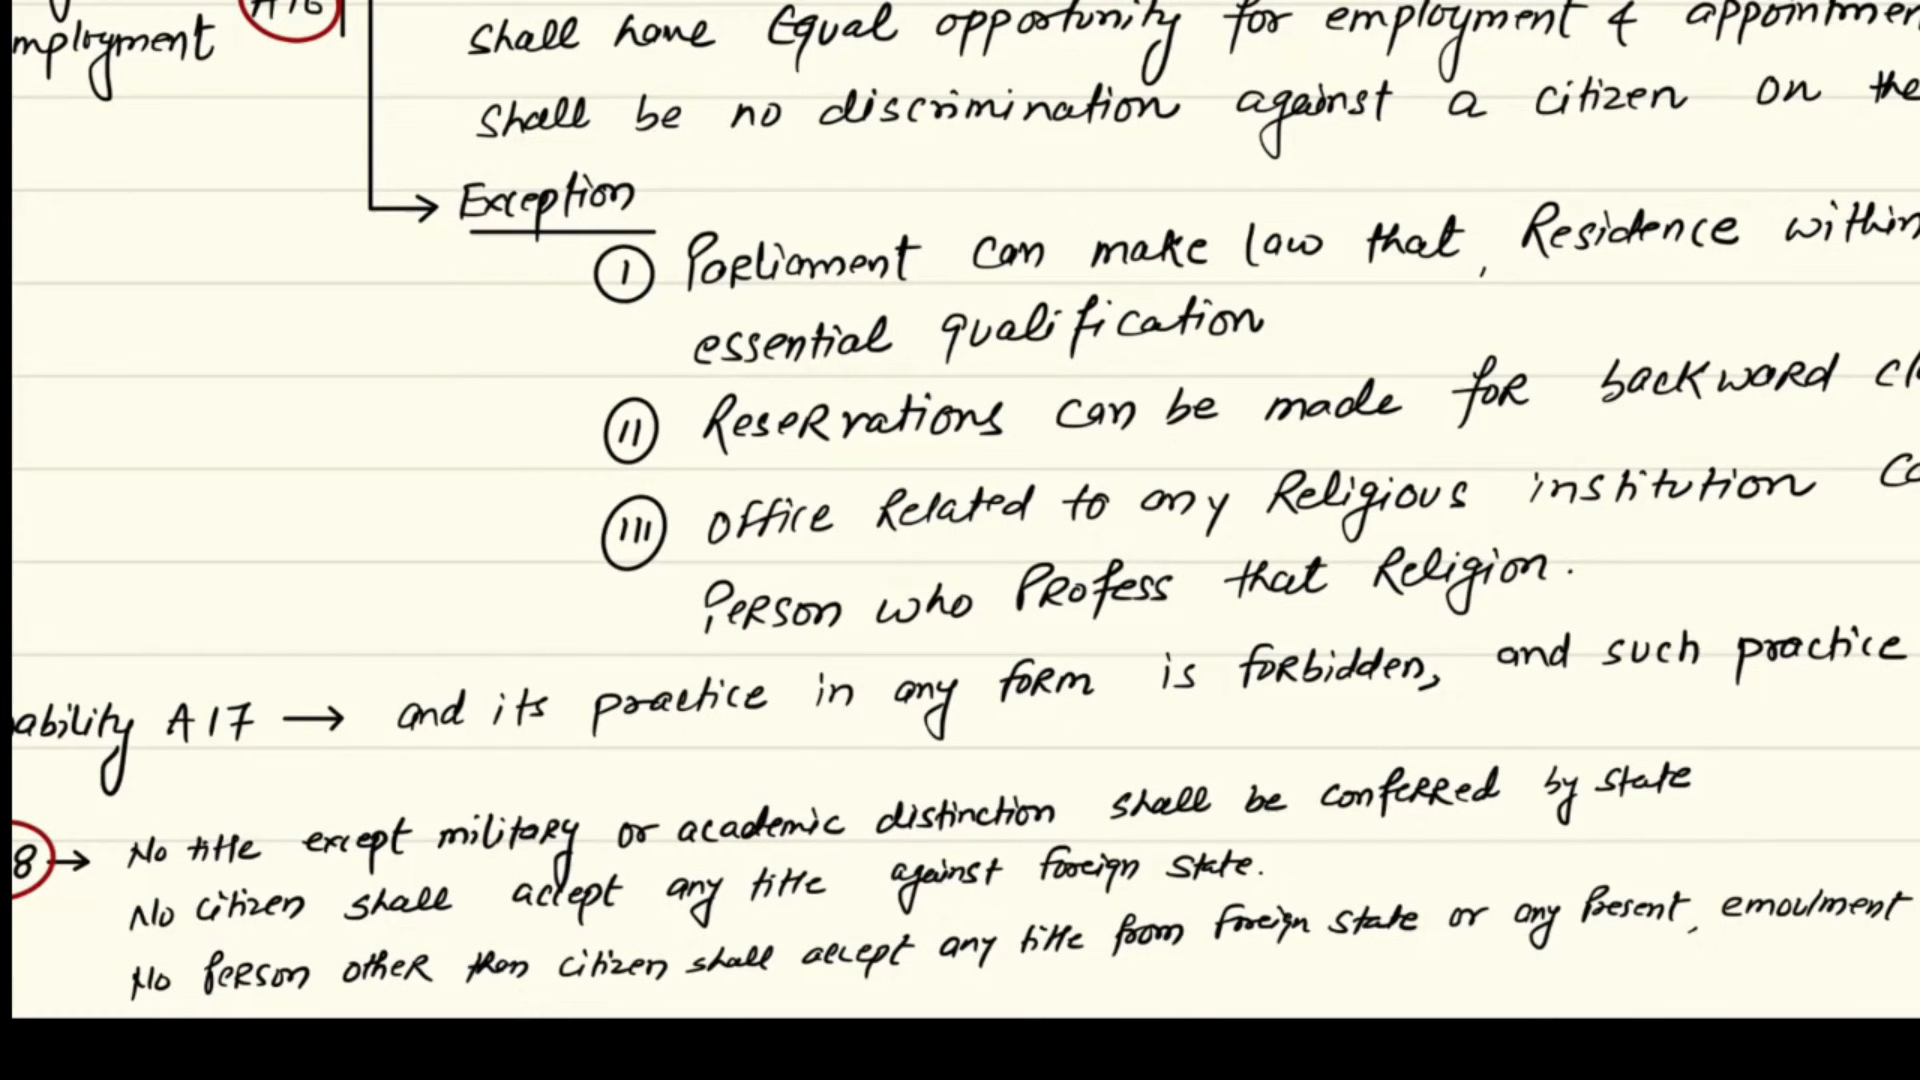 A16
mployment
shall have Equal opportunity for employment & appointmen
shall be no discrimination against a citizen on the
Exception
I Parliament can make law that, Residence within
essential qualification
II Reservations can be made for backward cl
III office Related to any Religious institution Co
Person who Profess that Religion.
ability A17 → and its practice in any form is forbidden, and such practice
8 → No title except military or academic distinction shall be conferred by state
No citizen shall accept any title against foreign state.
No Person other then citizen shall accept any title from foreign state or any Present, emoulment